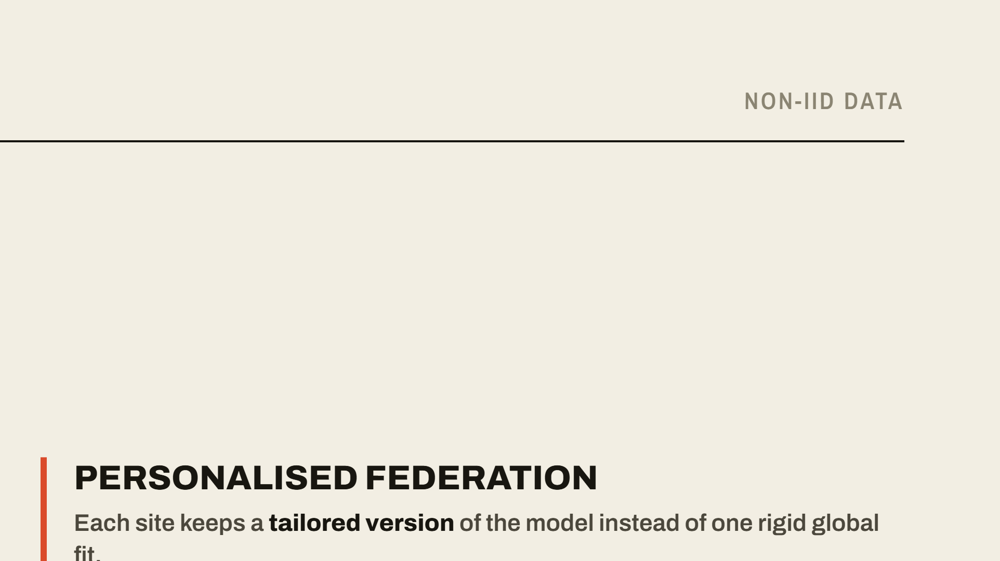 NON-IID DATA
PERSONALISED FEDERATION
Each site keeps a tailored version of the model instead of one rigid global
fit.